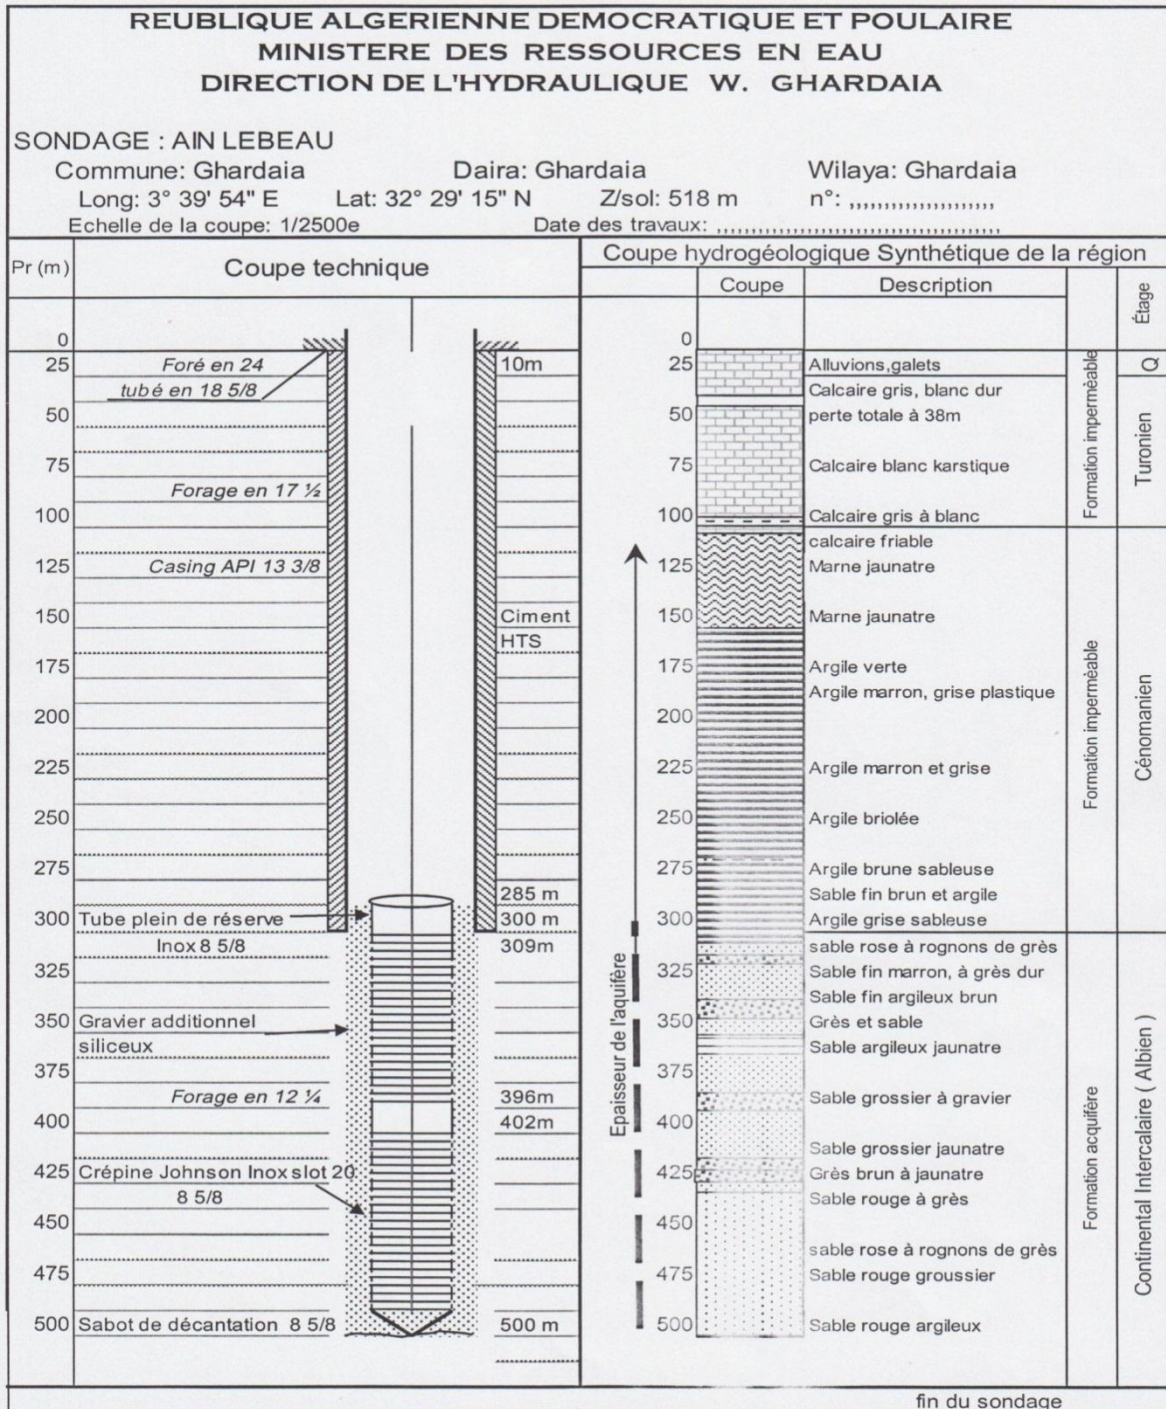 REUBLIQUE ALGERIENNE DEMOCRATIQUE ET POULAIRE
MINISTERE DES RESSOURCES EN EAU
DIRECTION DE L'HYDRAULIQUE W. GHARDAIA
SONDAGE : AIN LEBEAU
Commune: Ghardaia Daira: Ghardaia Wilaya: Ghardaia
Long: 3° 39' 54" E Lat: 32° 29' 15" N Z/sol: 518 m n°: ,,,,,,,,,,,,,,,,,,,,,
Echelle de la coupe: 1/2500e Date des travaux: ,,,,,,,,,,,,,,,,,,,,,,,,,,,,,,,,,,,,,,,
Pr (m)
Coupe technique
0
25
50
75
100
125
150
175
200
225
250
275
300
325
350
375
400
425
450
475
500
Foré en 24
tubé en 18 5/8
Forage en 17 ½
Casing API 13 3/8
Tube plein de réserve
Inox 8 5/8
Gravier additionnel
siliceux
Forage en 12 ¼
Crépine Johnson Inox slot 20
8 5/8
Sabot de décantation 8 5/8
10m
Ciment
HTS
285 m
300 m
309m
396m
402m
500 m
Coupe hydrogéologique Synthétique de la région
Coupe
Description
Étage
0
25
50
75
100
125
150
175
200
225
250
275
300
325
350
375
400
425
450
475
500
Epaisseur de l'aquifère
Alluvions,galets
Calcaire gris, blanc dur
perte totale à 38m
Calcaire blanc karstique
Calcaire gris à blanc
calcaire friable
Marne jaunatre
Marne jaunatre
Argile verte
Argile marron, grise plastique
Argile marron et grise
Argile briolée
Argile brune sableuse
Sable fin brun et argile
Argile grise sableuse
sable rose à rognons de grès
Sable fin marron, à grès dur
Sable fin argileux brun
Grès et sable
Sable argileux jaunatre
Sable grossier à gravier
Sable grossier jaunatre
Grès brun à jaunatre
Sable rouge à grès
sable rose à rognons de grès
Sable rouge groussier
Sable rouge argileux
Formation impermèable
Formation impermèable
Formation acquifère
Q
Turonien
Cénomanien
Continental Intercalaire ( Albien )
fin du sondage